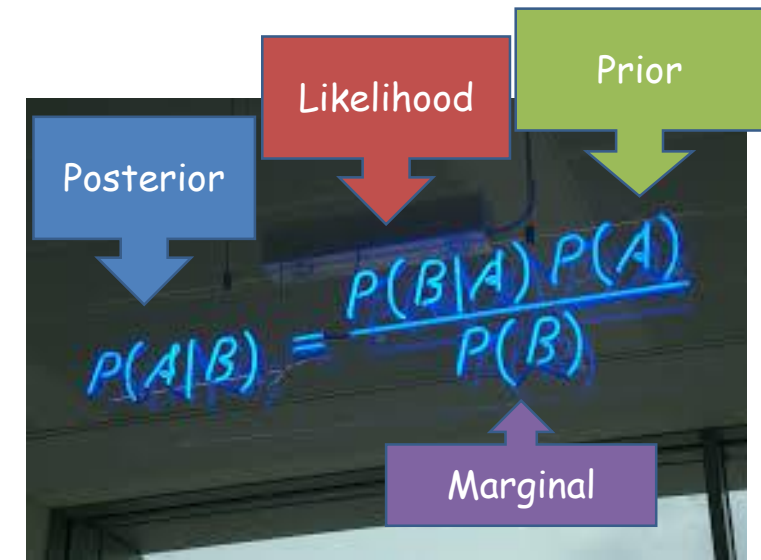 Prior
Likelihood
Posterior
P(A|B) = P(B|A) P(A)
P(B)
Marginal